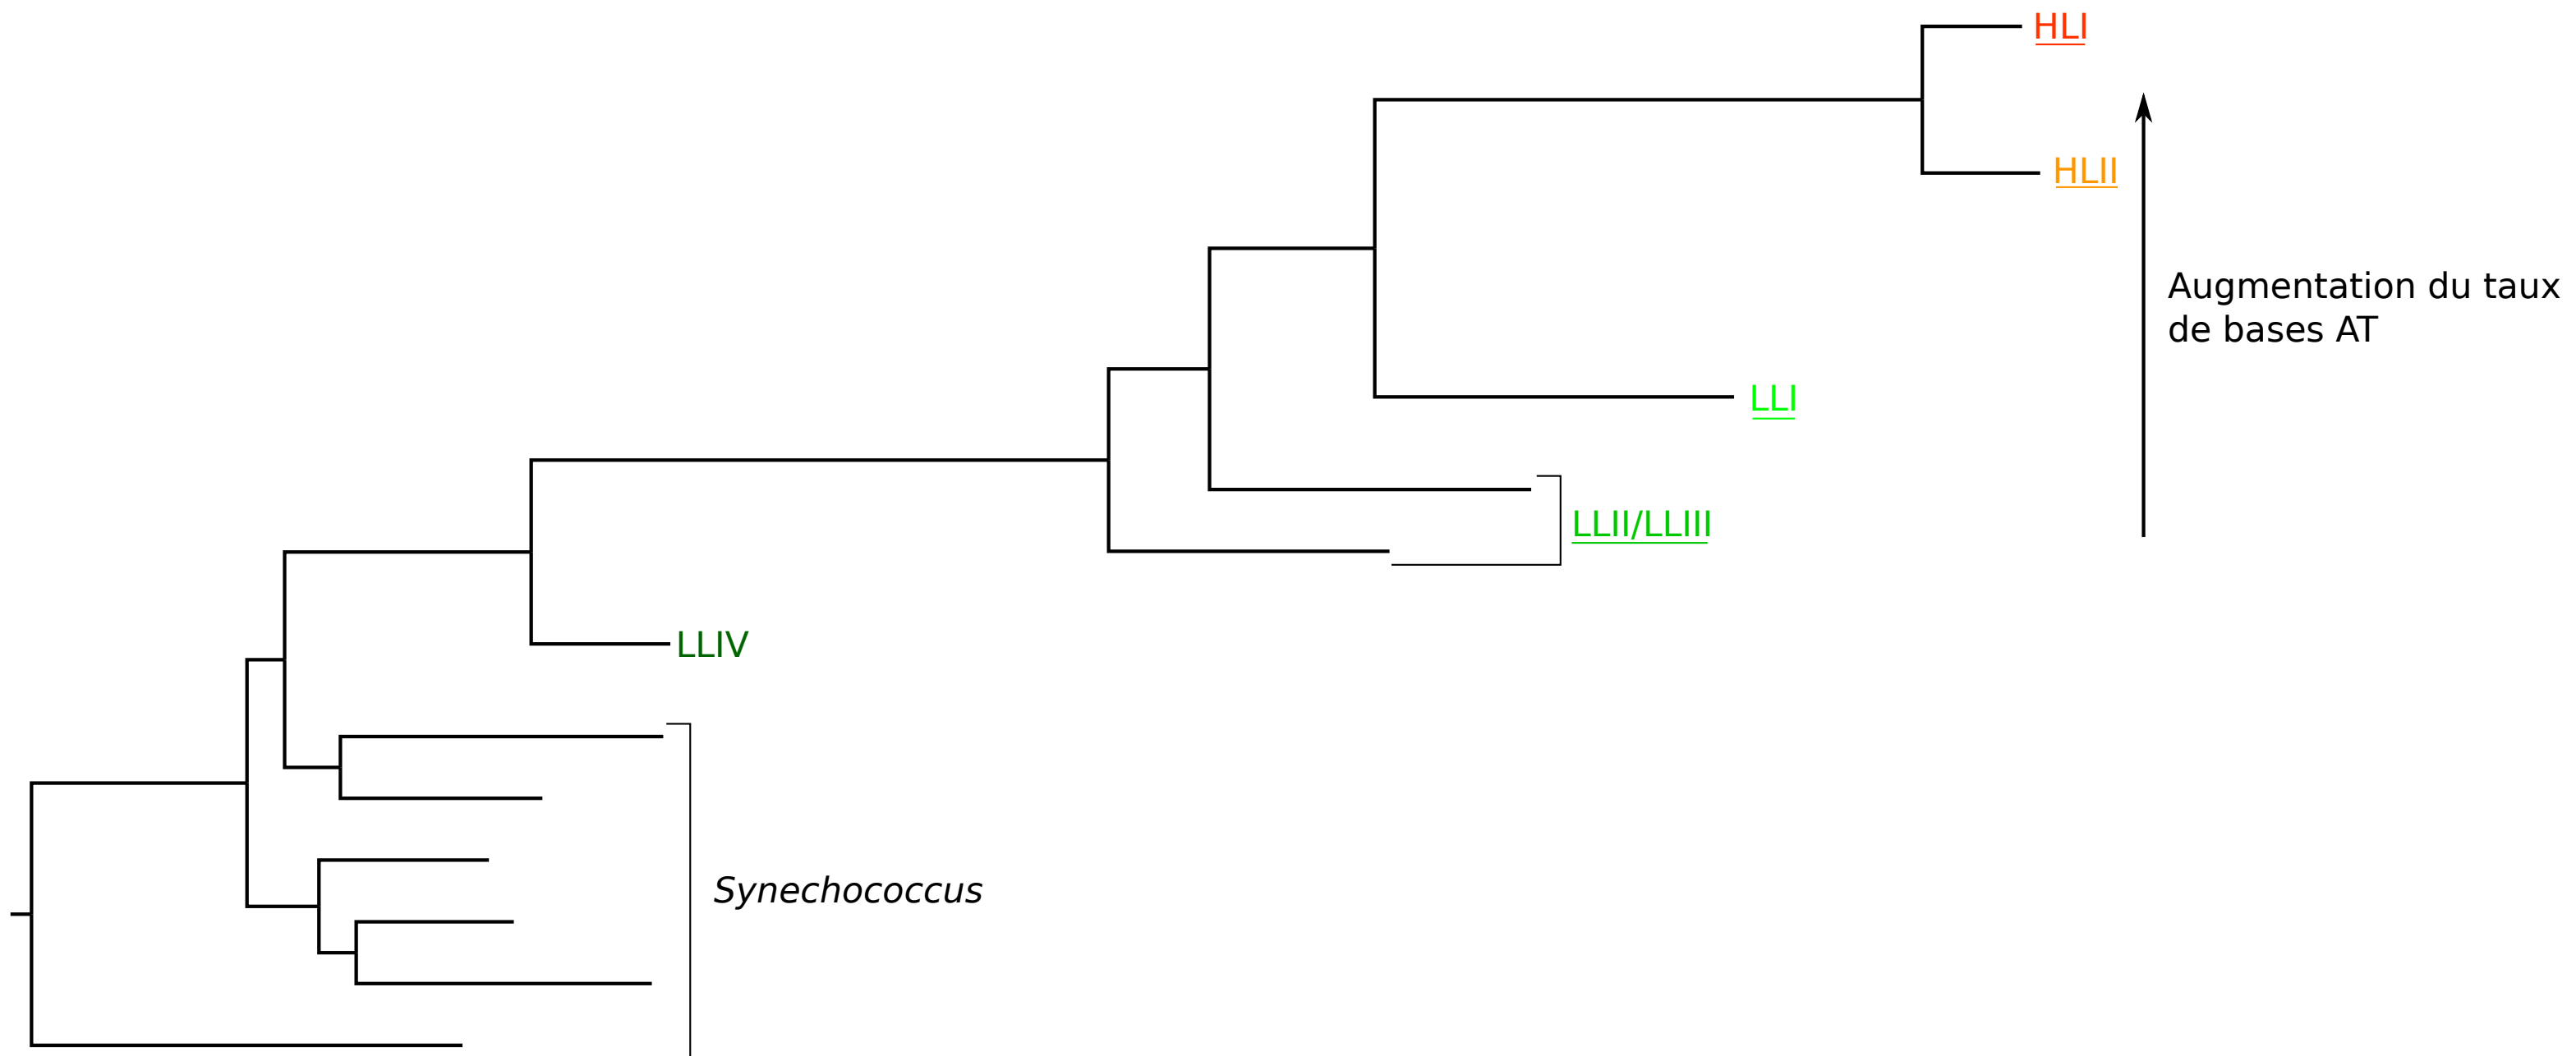 HLI
HLII
Augmentation du taux
de bases AT
LLI
LLII/LLIII
LLIV
Synechococcus